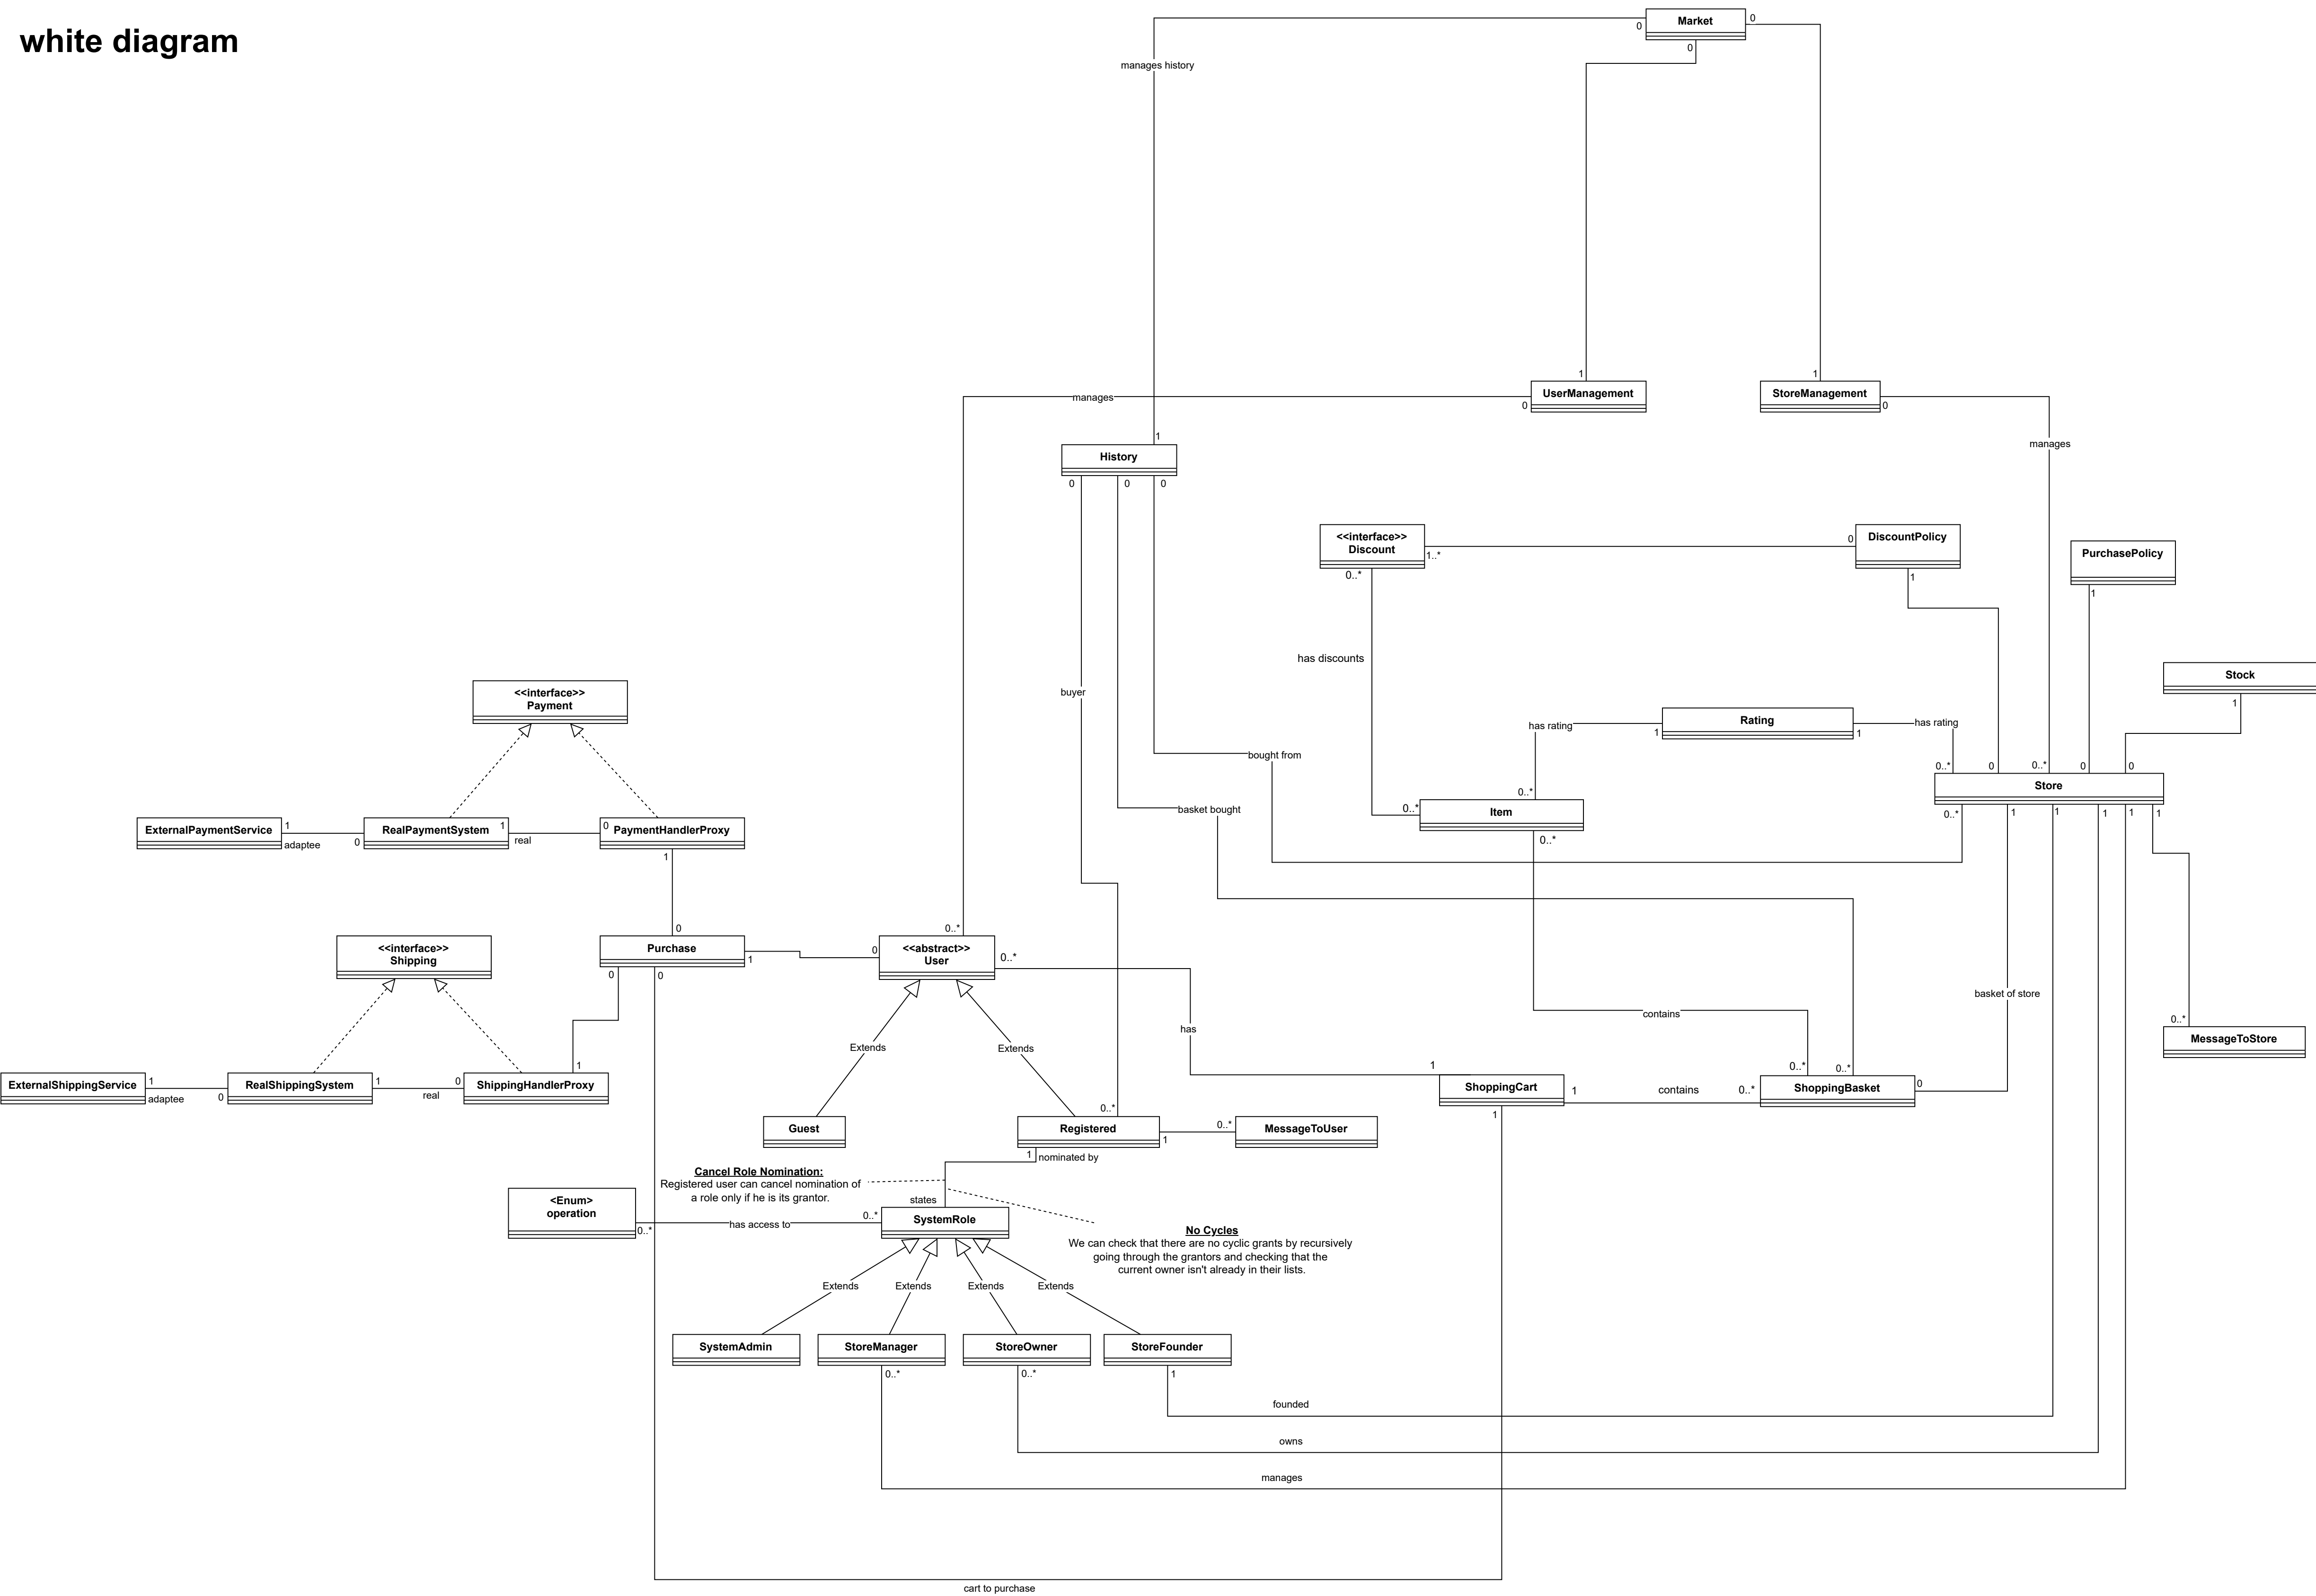 white diagram
Market
0
0
0
manages history
1
1
UserManagement
StoreManagement
manages
0
0
manages
1
History
0
0
0
<<interface>>
Discount
1..*
0..*
0
DiscountPolicy
1
PurchasePolicy
1
has discounts
Stock
1
<<interface>>
Payment
buyer
has rating
1
Rating
1
has rating
bought from
0..*
0
0..*
0
0
Store
0..*
1
1
1
1
1
0..*
0..*
Item
0..*
basket bought
ExternalPaymentService
1
adaptee
0
RealPaymentSystem
1
real
0
PaymentHandlerProxy
1
0
Purchase
1
0
0
0..*
0
<<abstract>>
User
0..*
<<interface>>
Shipping
basket of store
contains
has
Extends
Extends
0..*
MessageToStore
ExternalShippingService
1
adaptee
0
RealShippingSystem
1
real
0
ShippingHandlerProxy
1
1
ShoppingCart
1
1
contains
0..*
0..*
0..*
ShoppingBasket
0
Guest
0..*
Registered
1
0..*
MessageToUser
1
nominated by
Cancel Role Nomination:
Registered user can cancel nomination of
a role only if he is its grantor.
<Enum>
operation
0..*
has access to
0..*
states
SystemRole
No Cycles
We can check that there are no cyclic grants by recursively
going through the grantors and checking that the
current owner isn't already in their lists.
Extends
Extends
Extends
Extends
SystemAdmin
StoreManager
StoreOwner
StoreFounder
0..*
0..*
1
founded
owns
manages
cart to purchase